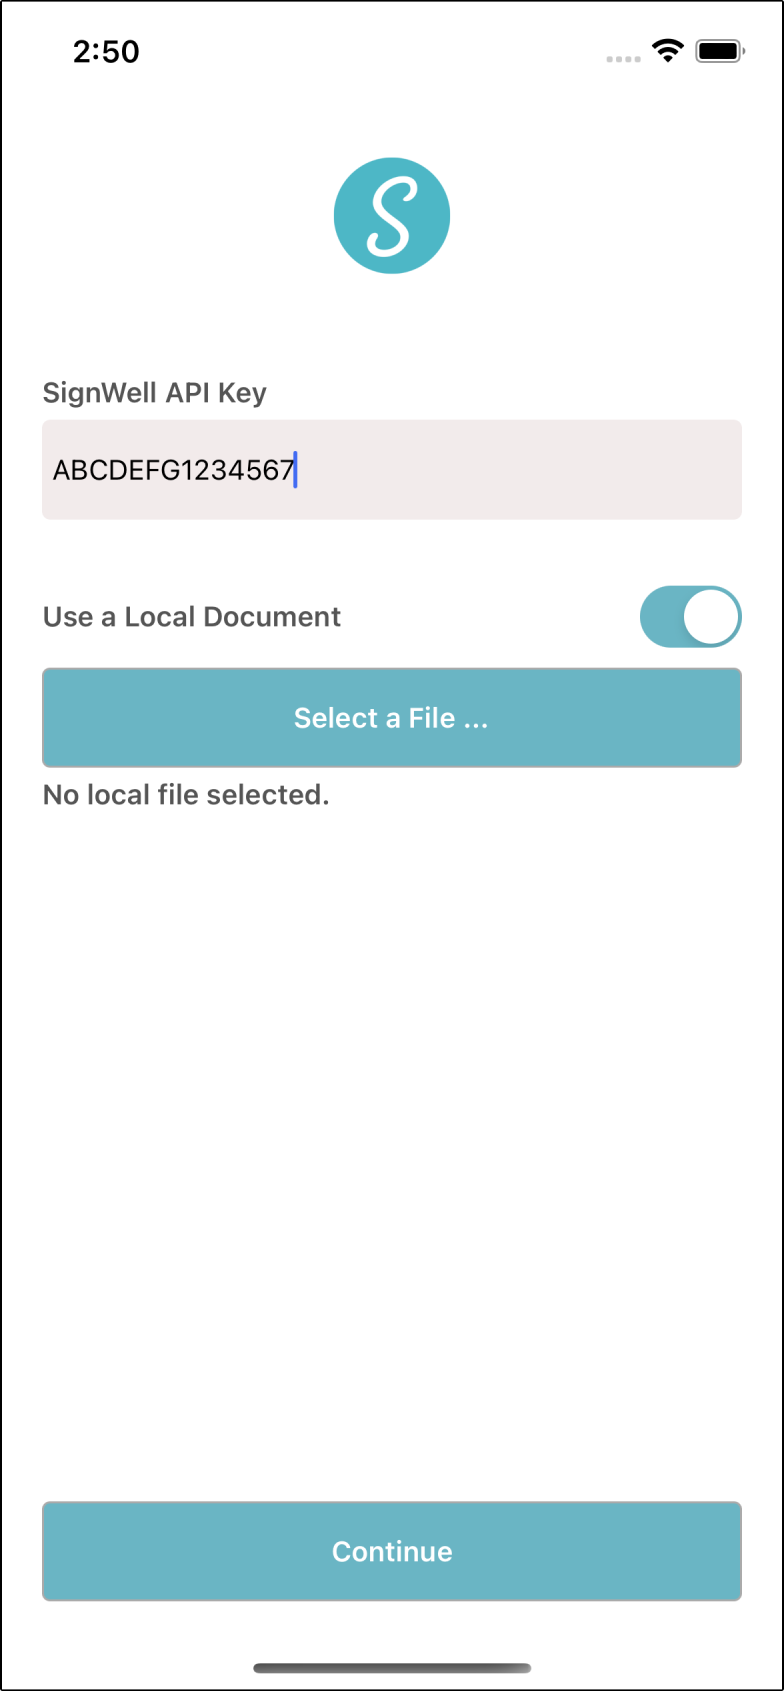 2:50
S
SignWell API Key
ABCDEFG1234567
Use a Local Document
Select a File ...
No local file selected.
Continue